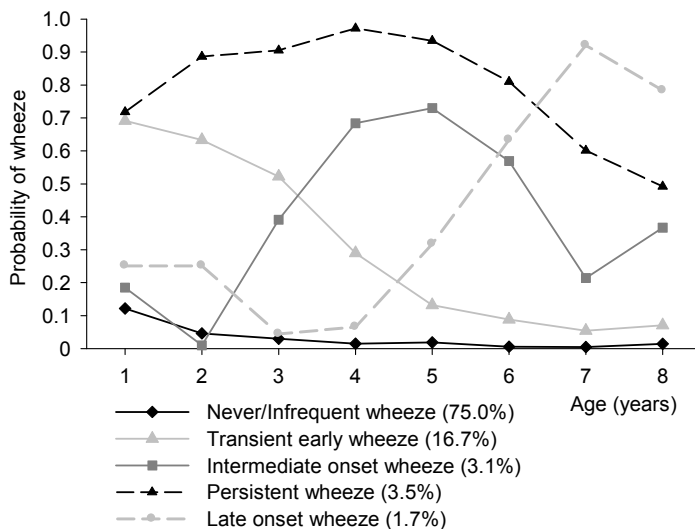 Probability of wheeze
1.0
0.9
0.8
0.7
0.6
0.5
0.4
0.3
0.2
0.1
0
1 2 3 4 5 6 7 8
Age (years)
Never/Infrequent wheeze (75.0%)
Transient early wheeze (16.7%)
Intermediate onset wheeze (3.1%)
Persistent wheeze (3.5%)
Late onset wheeze (1.7%)